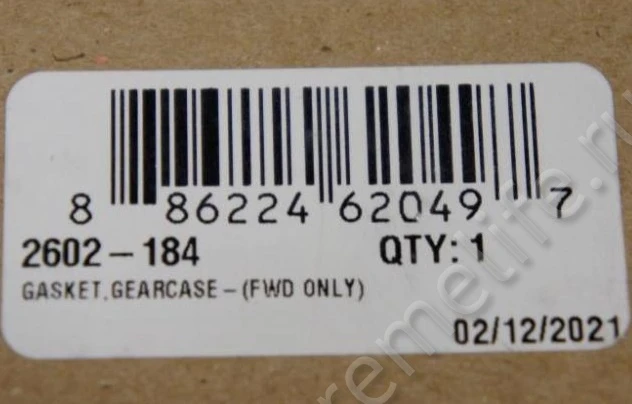 8 86224 62049 7
2602-184 QTY: 1
GASKET,GEARCASE-(FWD ONLY)
02/12/2021